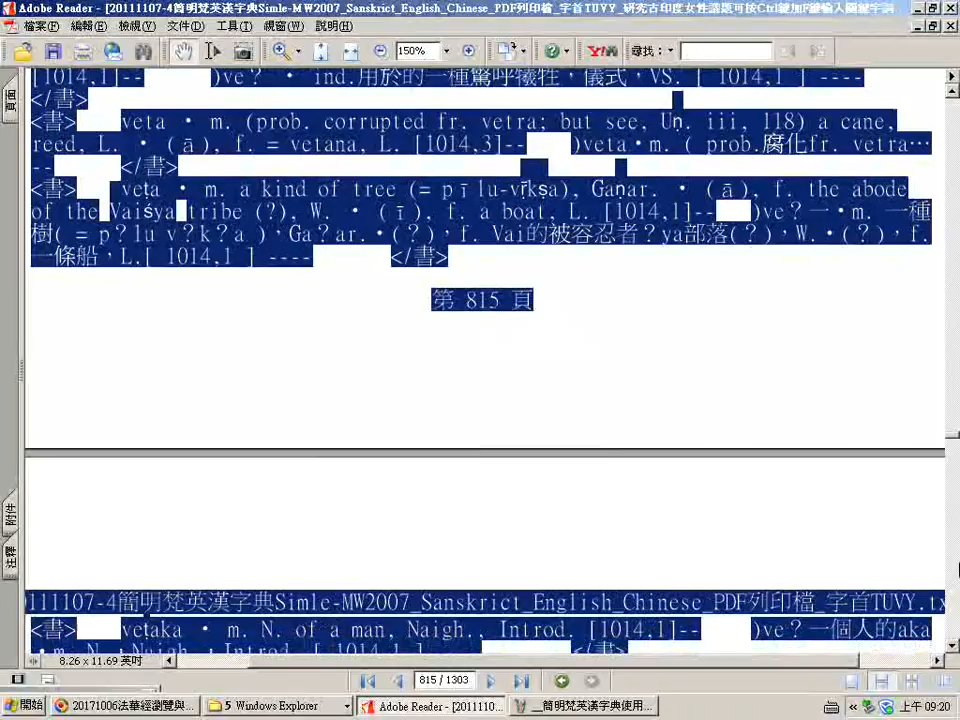 Adobe Reader - [20111107-4簡明梵英漢字典Simle-MW2007_Sanskrict_English_Chinese_PDF列印檔_字首TUVY_研究古印度女性議題可按Ctrl鍵加F鍵輸入關鍵字詞
檔案(F) 編輯(E) 檢視(V) 文件(D) 工具(T) 視窗(W) 說明(H)
150% 尋找:
頁面
[1014,1]-- )ve? • ind.用於的一種驚呼犧牲，儀式，VS. [ 1014,1 ] ----
</書>
<書> veta • m. (prob. corrupted fr. vetra; but see, Uṇ. iii, 118) a cane,
reed, L. • (ā), f. = vetana, L. [1014,3]-- )veta•m. ( prob.腐化fr. vetra…
-- </書>
<書> veṭa • m. a kind of tree (= pīlu-vṛkṣa), Gaṇar. • (ā), f. the abode
of the Vaiśya tribe (?), W. • (ī), f. a boat, L. [1014,1]-- )ve?一•m. 一種
樹( = p?lu v?k?a )，Ga?ar.•(?)，f. Vai的被容忍者?ya部落(?)，W.•(?)，f.
一條船，L.[ 1014,1 ] ---- </書>
第 815 頁
附件
注釋
111107-4簡明梵英漢字典Simle-MW2007_Sanskrict_English_Chinese_PDF列印檔_字首TUVY.tx
<書> veṭaka • m. N. of a man, Naigh., Introd. [1014,1]-- )ve?一個人的aka
8.26 x 11.69 英吋
815 / 1303
開始 20171006法華經瀏覽與... 5 Windows Explorer Adobe Reader - [201110... __簡明梵英漢字典使用... 上午 09:20